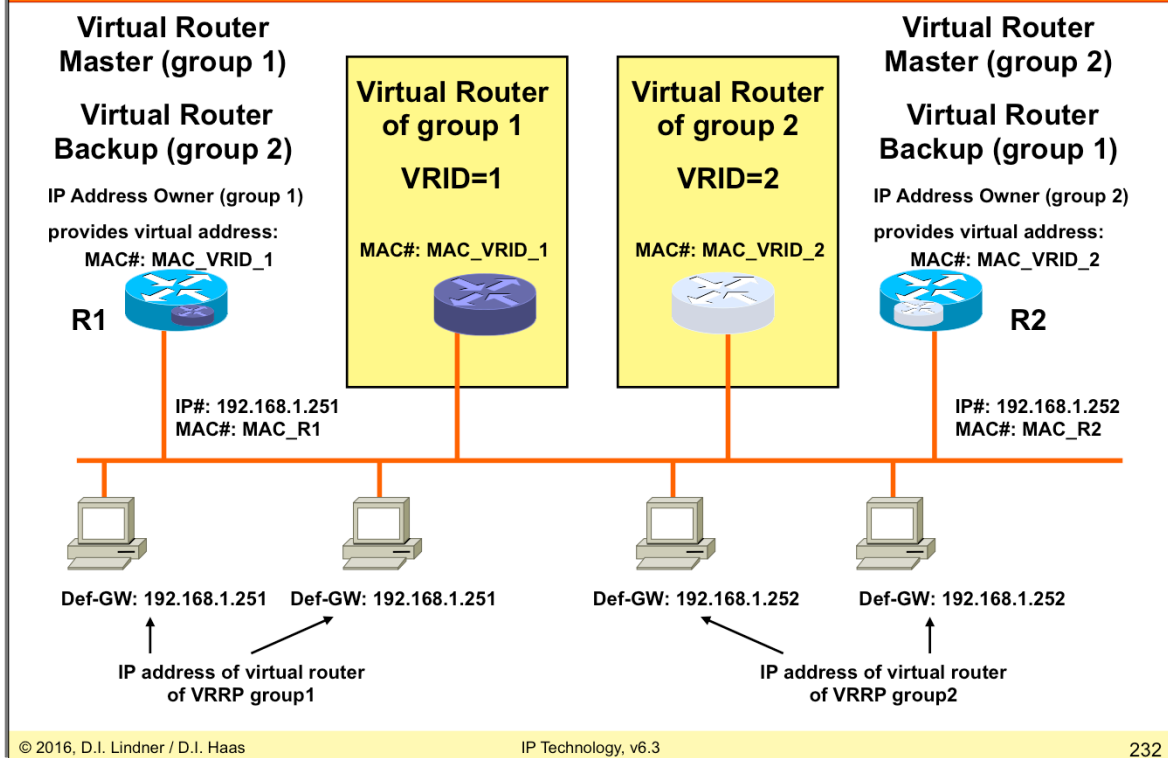 Virtual Router
Master (group 1)
Virtual Router
Backup (group 2)
IP Address Owner (group 1)
provides virtual address:
MAC#: MAC_VRID_1
R1
IP#: 192.168.1.251
MAC#: MAC_R1
Virtual Router
of group 1
VRID=1
MAC#: MAC_VRID_1
Virtual Router
of group 2
VRID=2
MAC#: MAC_VRID_2
Virtual Router
Master (group 2)
Virtual Router
Backup (group 1)
IP Address Owner (group 2)
provides virtual address:
MAC#: MAC_VRID_2
R2
IP#: 192.168.1.252
MAC#: MAC_R2
Def-GW: 192.168.1.251
Def-GW: 192.168.1.251
Def-GW: 192.168.1.252
Def-GW: 192.168.1.252
IP address of virtual router
of VRRP group1
IP address of virtual router
of VRRP group2
© 2016, D.I. Lindner / D.I. Haas
IP Technology, v6.3
232